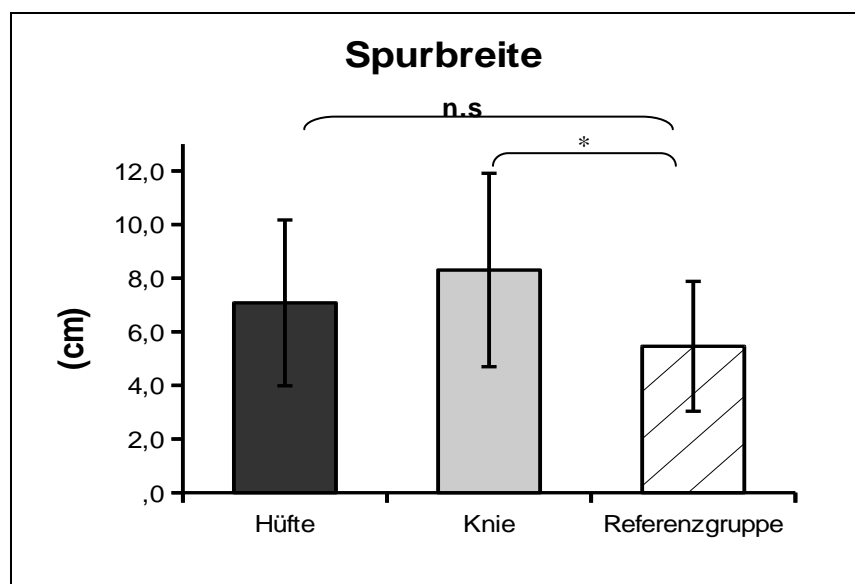 Spurbreite
n.s
*
12,0
10,0
8,0
6,0
4,0
2,0
,0
(cm)
Hüfte Knie Referenzgruppe